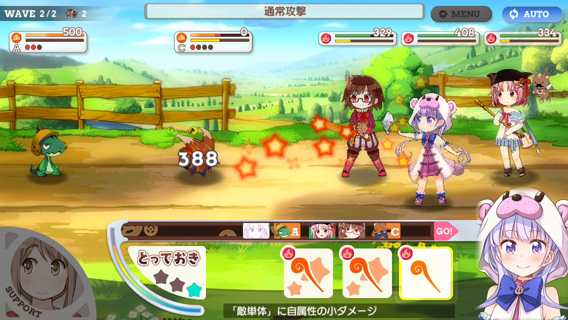 WAVE 2/2 2
通常攻撃
MENU
AUTO
500
A
0
C
329
408
334
388
A
C
GO!
とっておき
SUPPORT
「敵単体」に自属性の小ダメージ